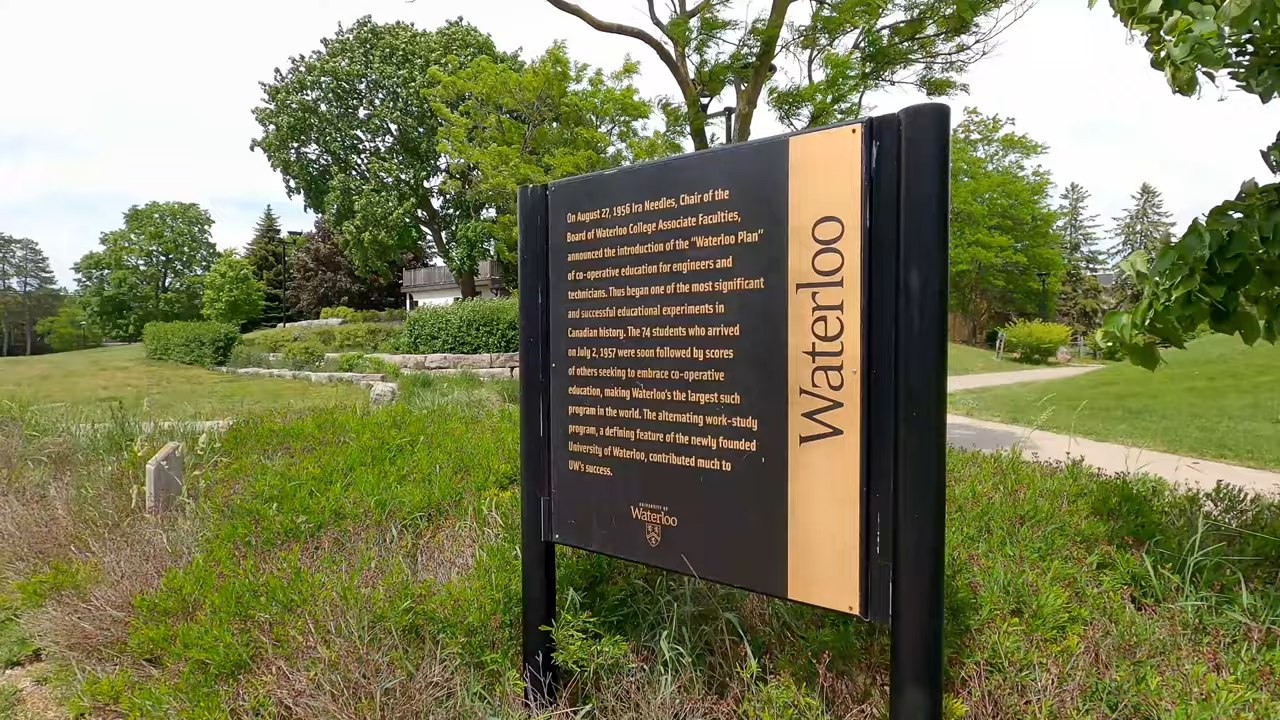 On August 27, 1956 Ira Needles, Chair of the
Board of Waterloo College Associate Faculties,
announced the introduction of the "Waterloo Plan"
of co-operative education for engineers and
technicians. Thus began one of the most significant
and successful educational experiments in
Canadian history. The 74 students who arrived
on July 2, 1957 were soon followed by scores
of others seeking to embrace co-operative
education, making Waterloo's the largest such
program in the world. The alternating work-study
program, a defining feature of the newly founded
University of Waterloo, contributed much to
UW's success.
UNIVERSITY OF
Waterloo
Waterloo